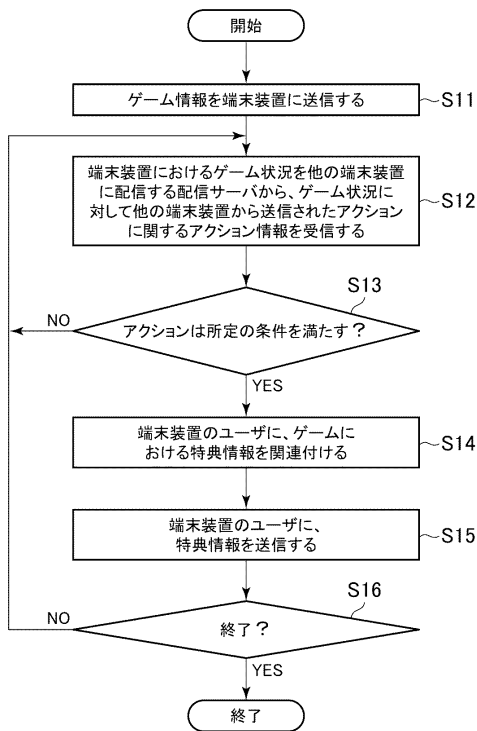 開始
ゲーム情報を端末装置に送信する
S11
端末装置におけるゲーム状況を他の端末装置
に配信する配信サーバから、ゲーム状況に
対して他の端末装置から送信されたアクション
に関するアクション情報を受信する
S12
S13
アクションは所定の条件を満たす？
NO
YES
端末装置のユーザに、ゲームに
おける特典情報を関連付ける
S14
端末装置のユーザに、
特典情報を送信する
S15
S16
終了？
NO
YES
終了